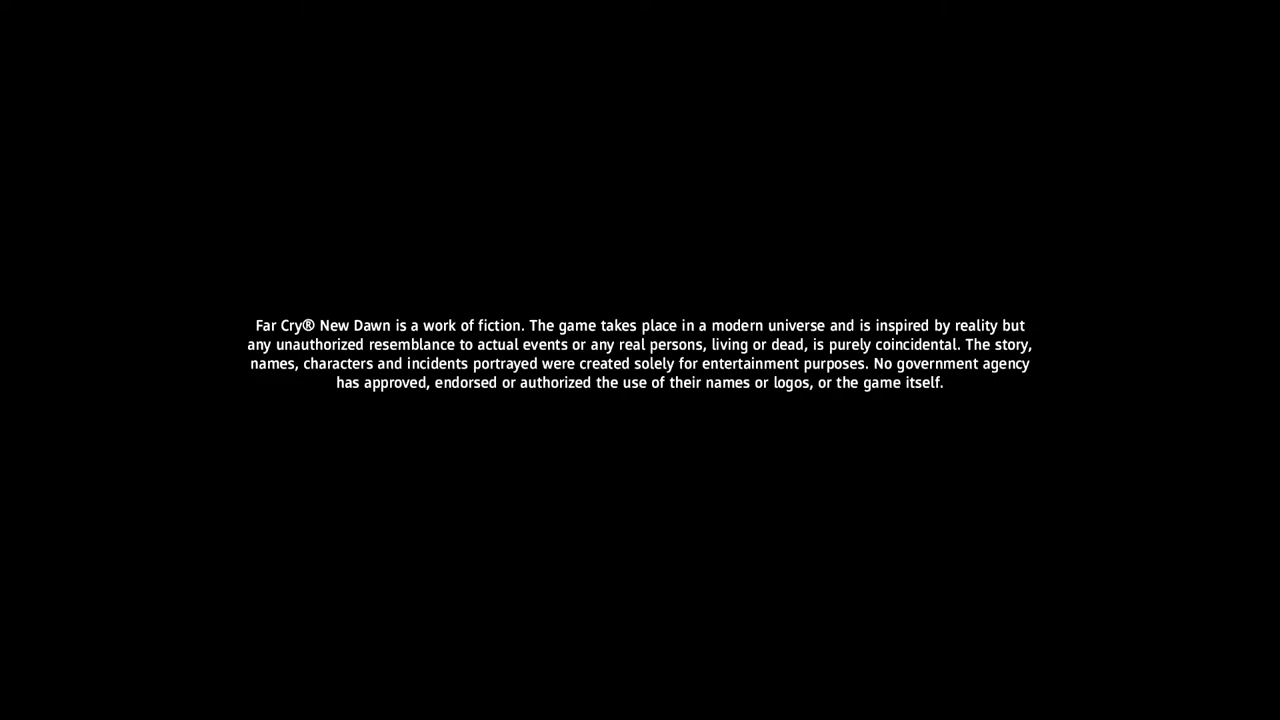 Far Cry® New Dawn is a work of fiction. The game takes place in a modern universe and is inspired by reality but
any unauthorized resemblance to actual events or any real persons, living or dead, is purely coincidental. The story,
names, characters and incidents portrayed were created solely for entertainment purposes. No government agency
has approved, endorsed or authorized the use of their names or logos, or the game itself.